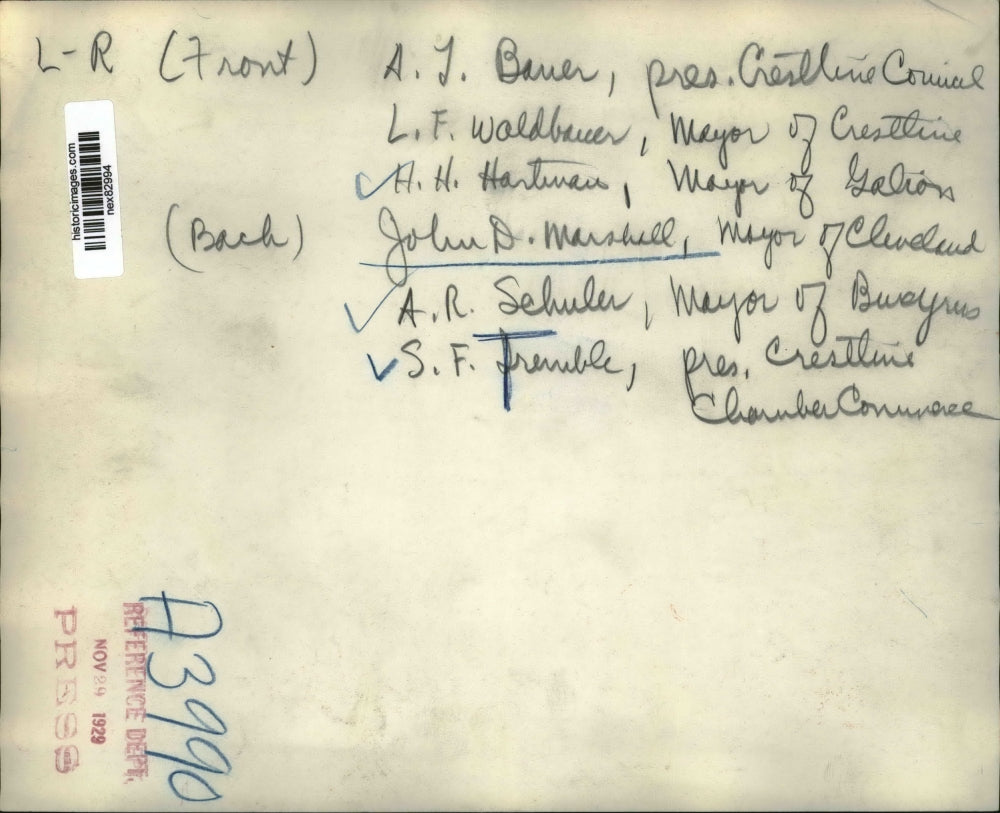 L-R (Front) A. J. Bauer, pres. Crestline Council
L. F. Waldbauer, Mayor of Crestline
A. H. Hartman, Mayor of Galion
(Back) John D. Marshall, Mayor of Cleveland
A. R. Schuler, Mayor of Bucyrus
S. F. Tremble, pres. Crestline
Chamber Commerce
historicimages.com
nex82994
A3990
REFERENCE DEPT.
NOV 29 1929
PRESS